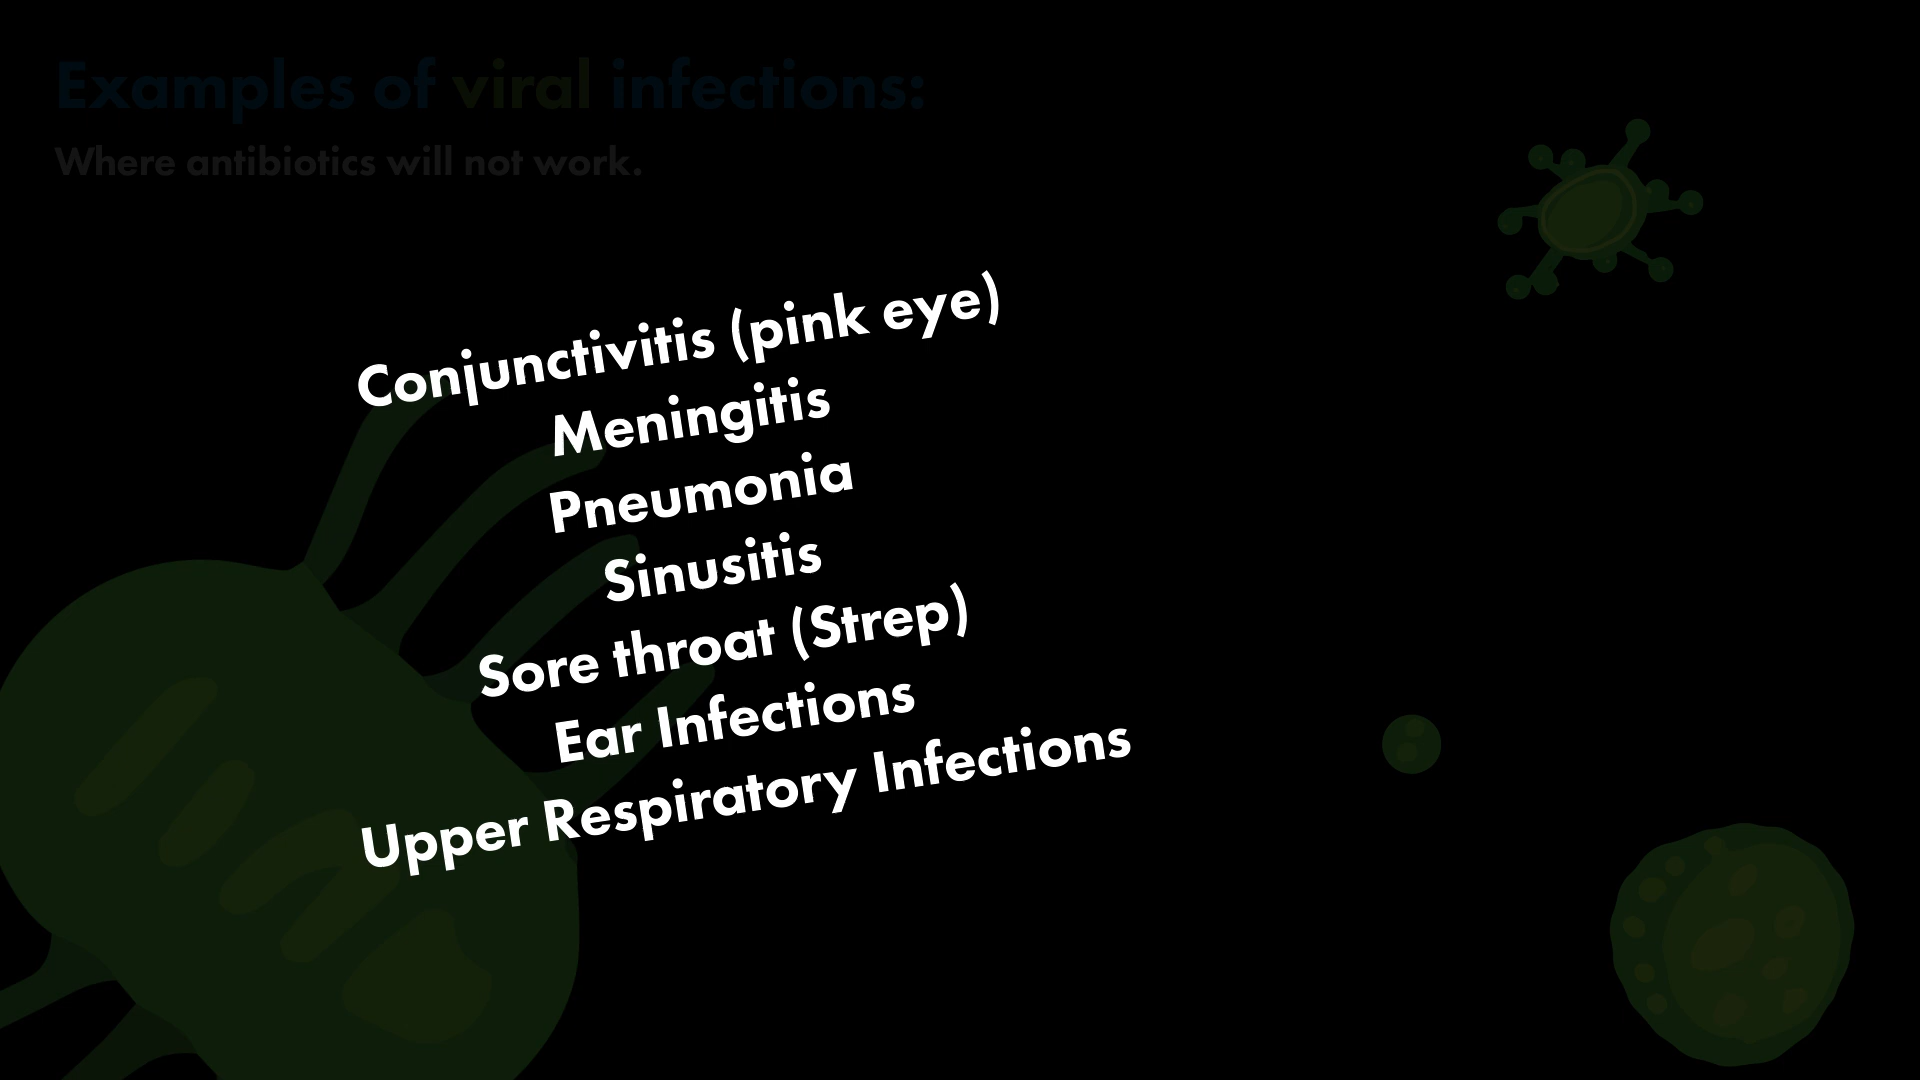 Examples of viral infections:
Where antibiotics will not work.
Conjunctivitis (pink eye)
Meningitis
Pneumonia
Sinusitis
Sore throat (Strep)
Ear Infections
Upper Respiratory Infections